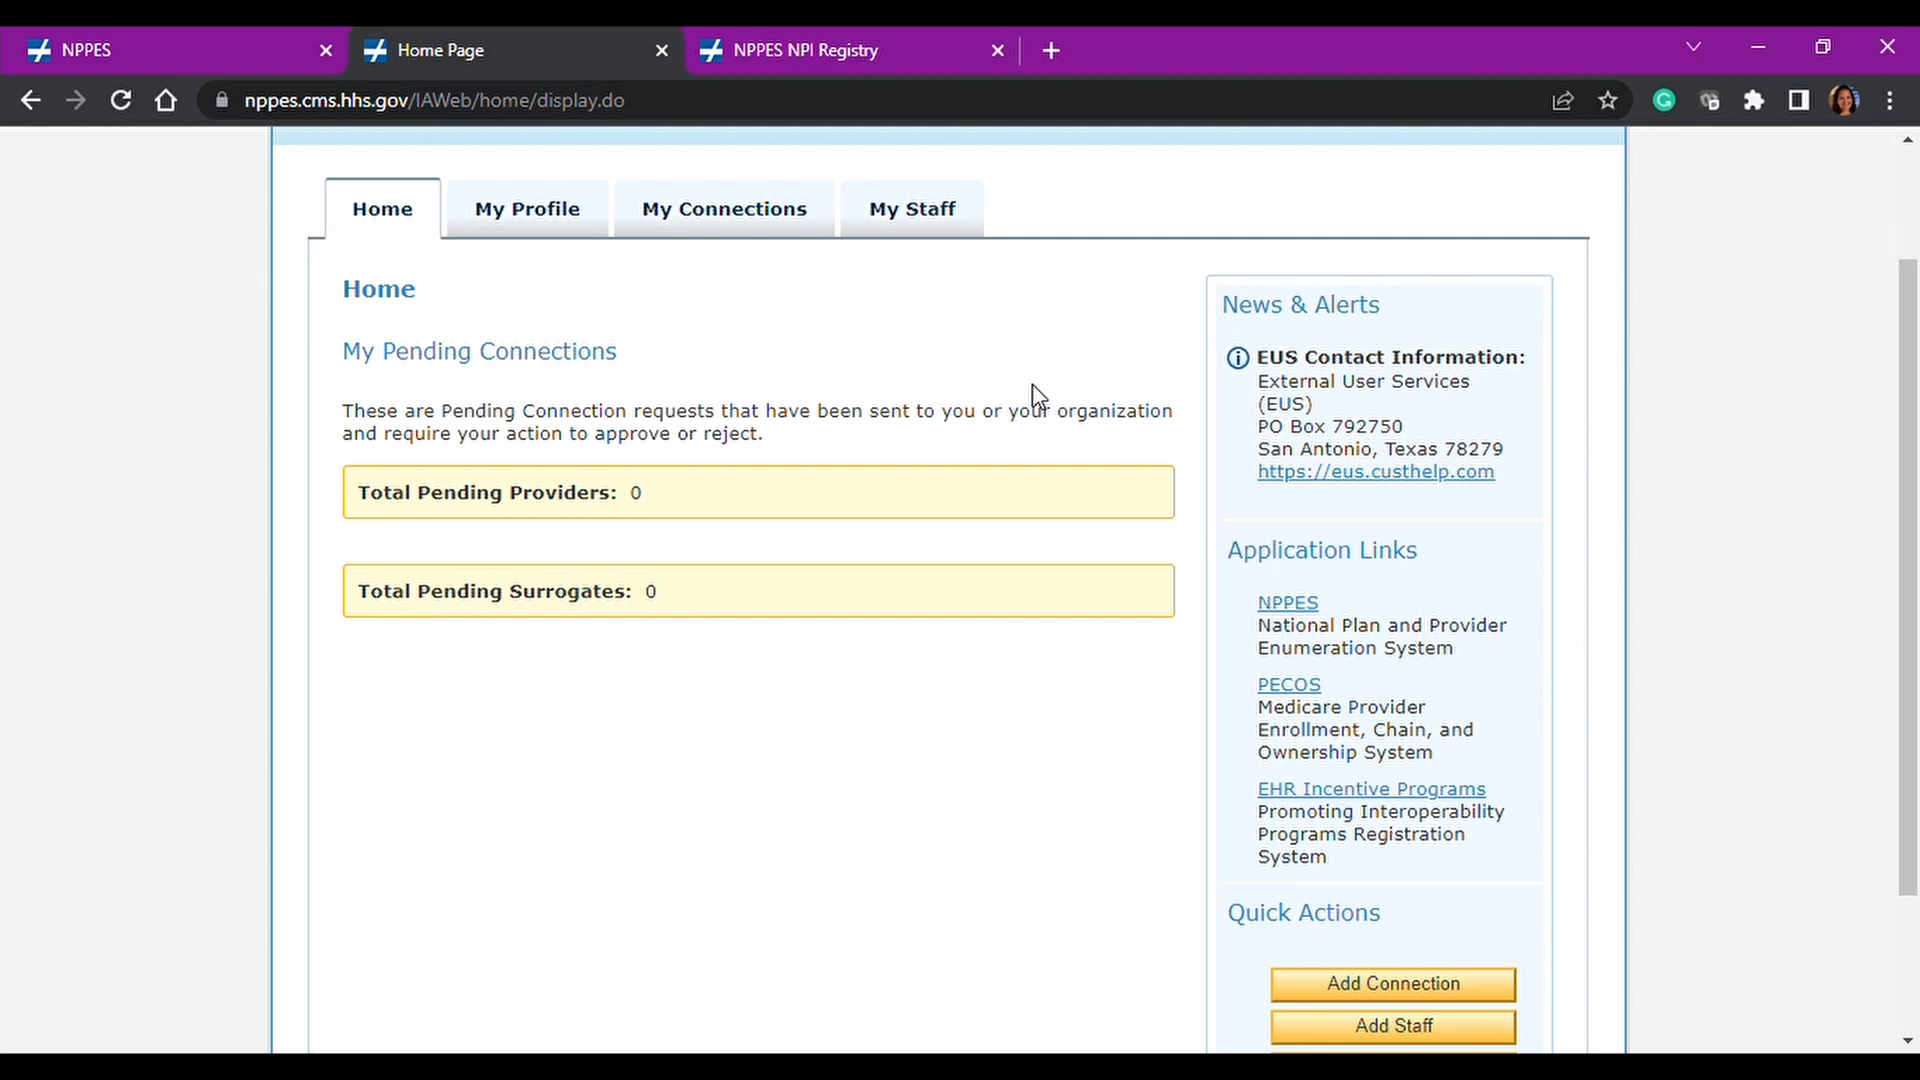 NPPES
Home Page
NPPES NPI Registry
nppes.cms.hhs.gov/IAWeb/home/display.do
Home
My Profile
My Connections
My Staff
Home
My Pending Connections
These are Pending Connection requests that have been sent to you or your organization
and require your action to approve or reject.
Total Pending Providers: 0
Total Pending Surrogates: 0
News & Alerts
EUS Contact Information:
External User Services
(EUS)
PO Box 792750
San Antonio, Texas 78279
https://eus.custhelp.com
Application Links
NPPES
National Plan and Provider
Enumeration System
PECOS
Medicare Provider
Enrollment, Chain, and
Ownership System
EHR Incentive Programs
Promoting Interoperability
Programs Registration
System
Quick Actions
Add Connection
Add Staff